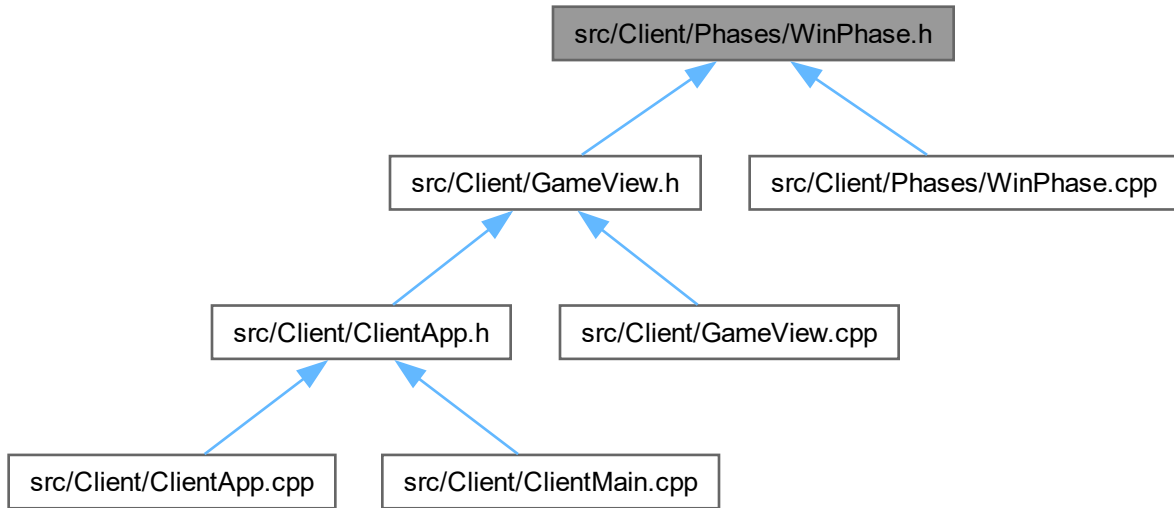 src/Client/Phases/WinPhase.h
src/Client/GameView.h
src/Client/Phases/WinPhase.cpp
src/Client/ClientApp.h
src/Client/GameView.cpp
src/Client/ClientApp.cpp
src/Client/ClientMain.cpp